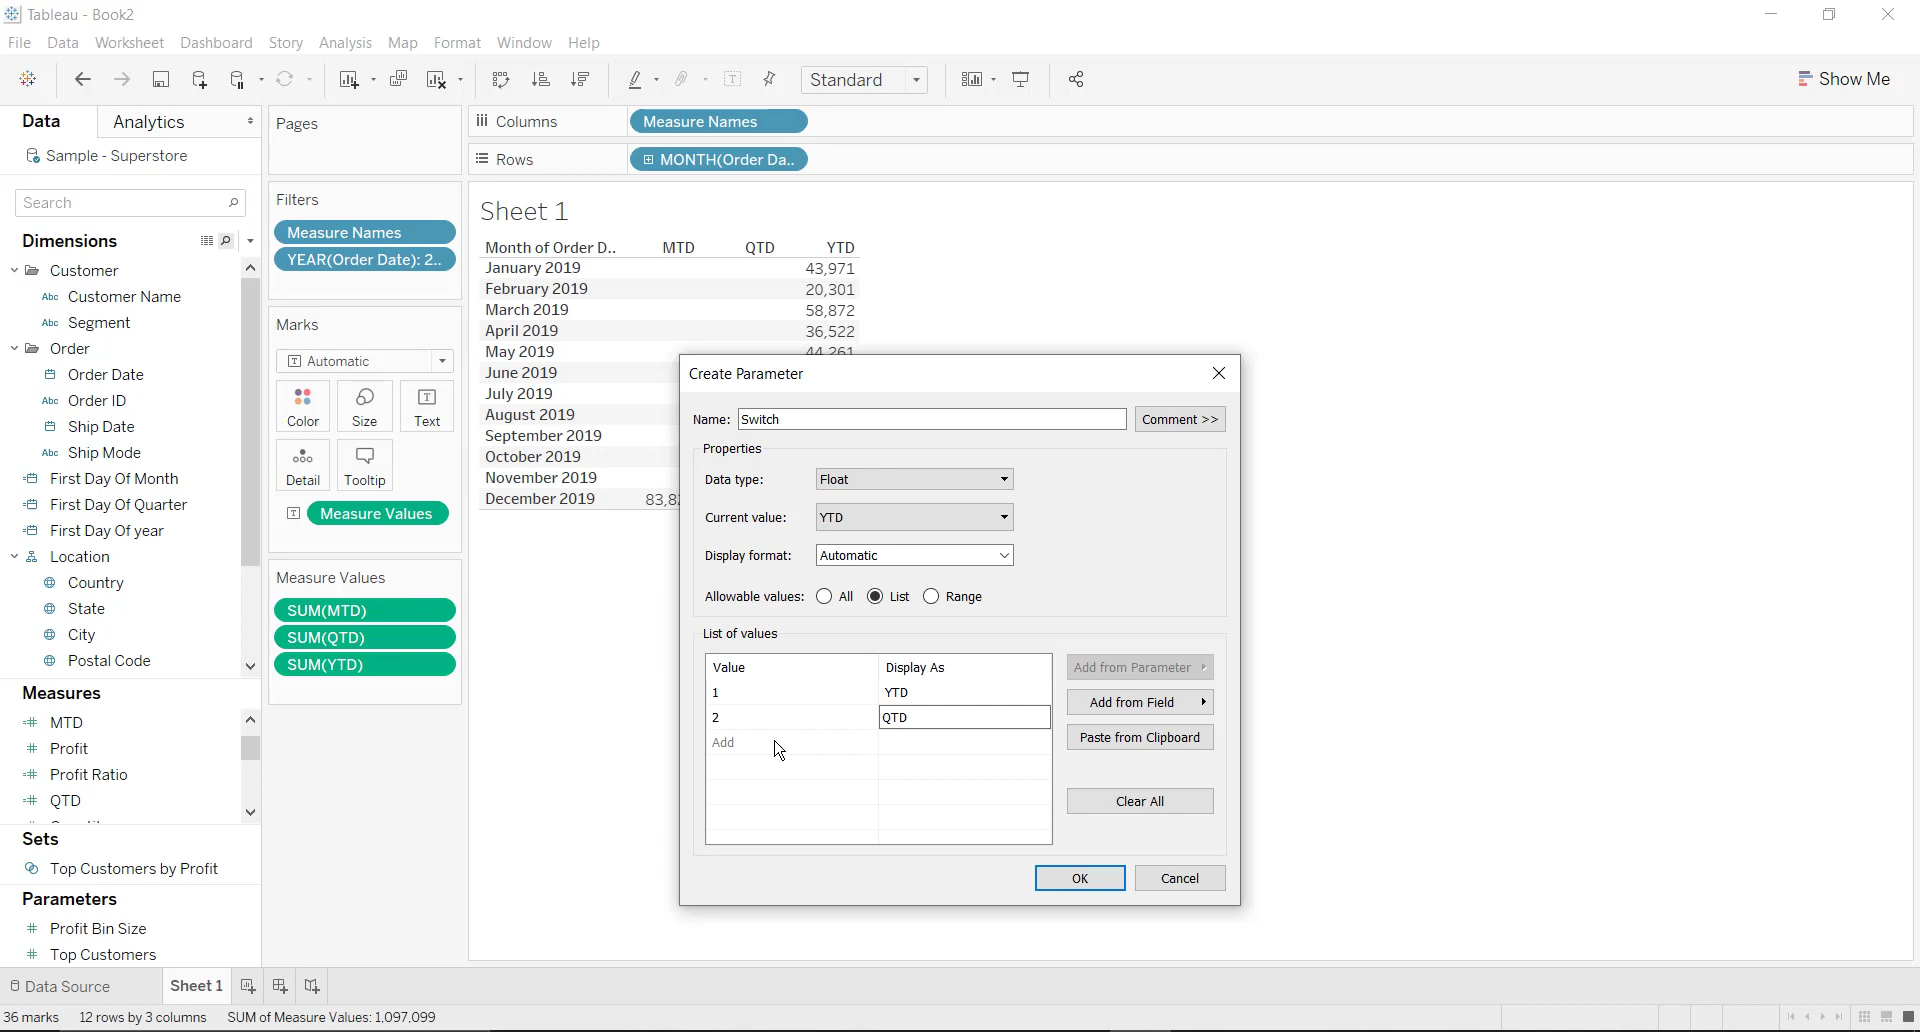 Tableau - Book2
File Data Worksheet Dashboard Story Analysis Map Format Window Help
Standard
Show Me
Data Analytics
Sample - Superstore
Search
Dimensions
Customer
Abc Customer Name
Abc Segment
Order
Order Date
Abc Order ID
Ship Date
Abc Ship Mode
First Day Of Month
First Day Of Quarter
First Day Of year
Location
Country
State
City
Postal Code
Measures
MTD
Profit
Profit Ratio
QTD
Sets
Top Customers by Profit
Parameters
Profit Bin Size
Top Customers
Pages
Filters
Measure Names
YEAR(Order Date): 2..
Marks
Automatic
Color Size Text
Detail Tooltip
Measure Values
Measure Values
SUM(MTD)
SUM(QTD)
SUM(YTD)
Columns Measure Names
Rows MONTH(Order Da..
Sheet 1
Month of Order D.. MTD QTD YTD
January 2019 43,971
February 2019 20,301
March 2019 58,872
April 2019 36,522
May 2019 44,261
June 2019
July 2019
August 2019
September 2019
October 2019
November 2019
December 2019 83,82
Create Parameter
Name: Switch Comment >>
Properties
Data type: Float
Current value: YTD
Display format: Automatic
Allowable values: All List Range
List of values
Value Display As
1 YTD
2 QTD
Add
Add from Parameter
Add from Field
Paste from Clipboard
Clear All
OK Cancel
Data Source Sheet 1
36 marks 12 rows by 3 columns SUM of Measure Values: 1,097,099